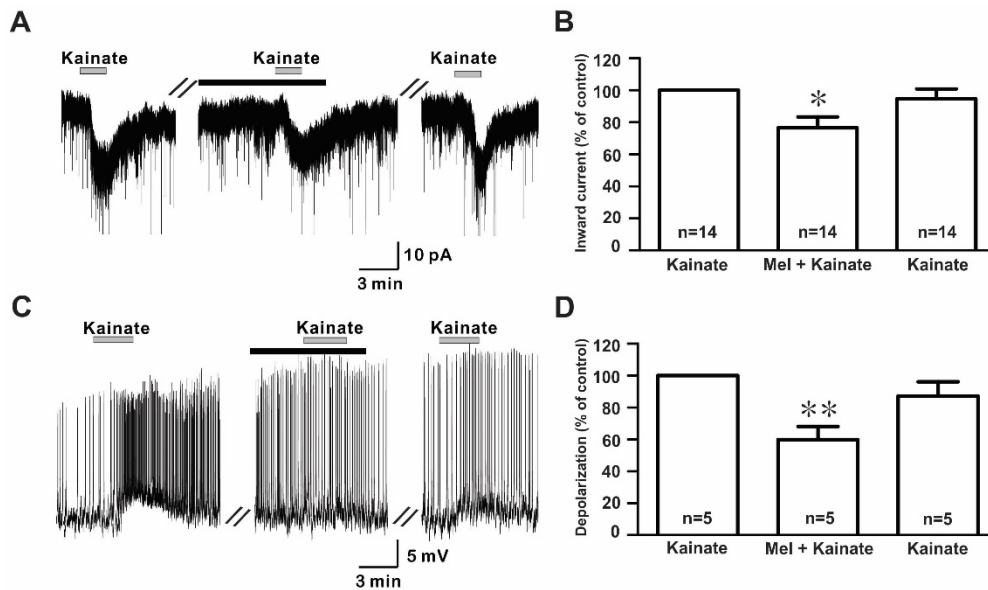 A
Kainate
Kainate
Kainate
10 pA
3 min
B
Inward current (% of control)
120
100
80
60
40
20
0
*
n=14
n=14
n=14
Kainate
Mel + Kainate
Kainate
C
Kainate
Kainate
Kainate
5 mV
3 min
D
Depolarization (% of control)
120
100
80
60
40
20
0
**
n=5
n=5
n=5
Kainate
Mel + Kainate
Kainate